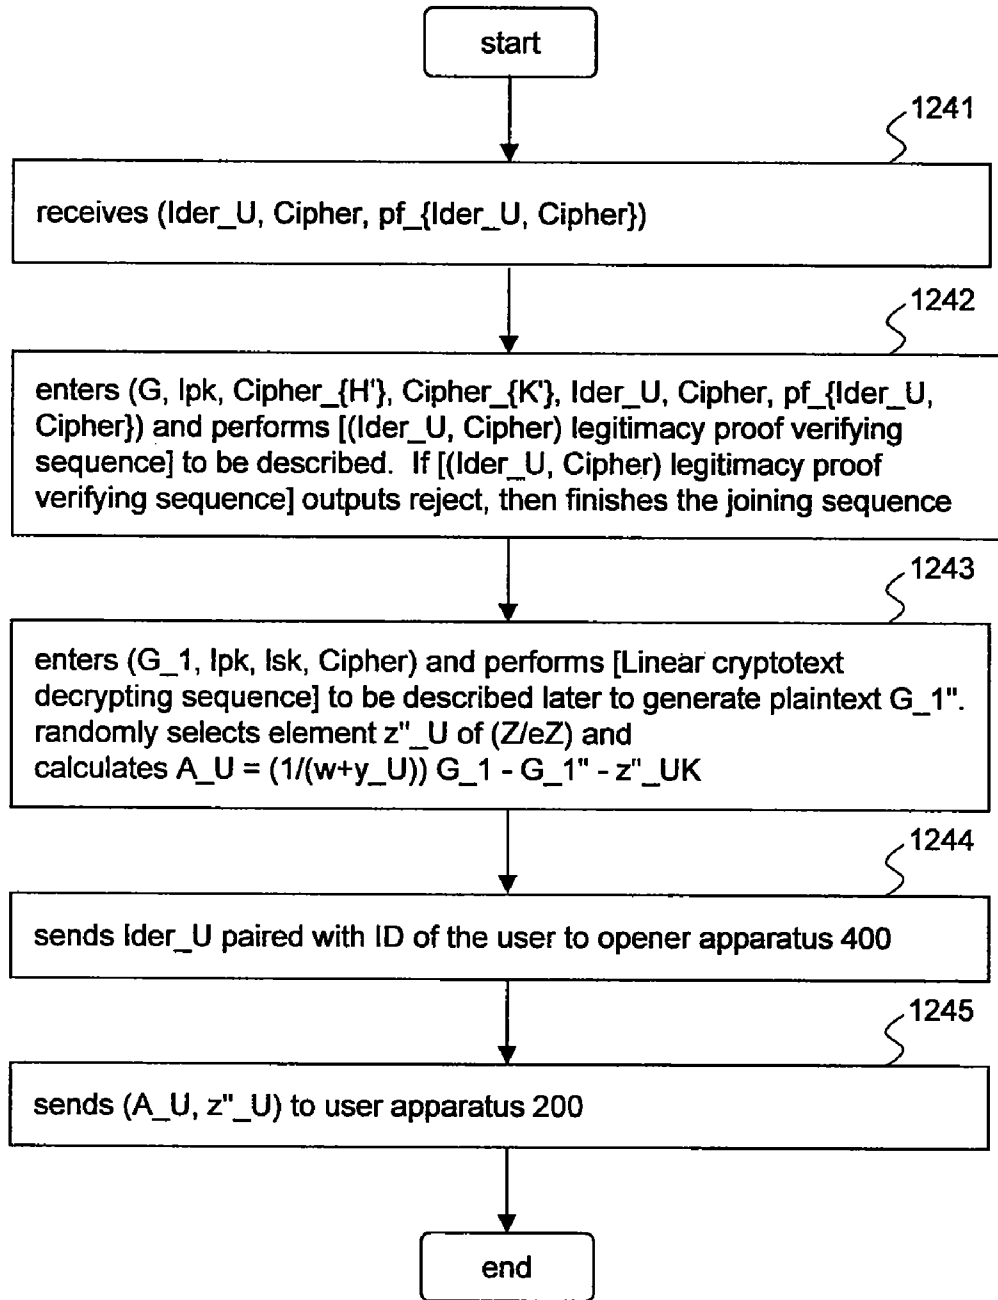 start
1241
receives (Ider_U, Cipher, pf_{Ider_U, Cipher})
1242
enters (G, Ipk, Cipher_{H'}, Cipher_{K'}, Ider_U, Cipher, pf_{Ider_U,
Cipher}) and performs [(Ider_U, Cipher) legitimacy proof verifying
sequence] to be described.  If [(Ider_U, Cipher) legitimacy proof
verifying sequence] outputs reject, then finishes the joining sequence
1243
enters (G_1, Ipk, Isk, Cipher) and performs [Linear cryptotext
decrypting sequence] to be described later to generate plaintext G_1".
randomly selects element z"_U of (Z/eZ) and
calculates A_U = (1/(w+y_U)) G_1 - G_1" - z"_UK
1244
sends Ider_U paired with ID of the user to opener apparatus 400
1245
sends (A_U, z"_U) to user apparatus 200
end